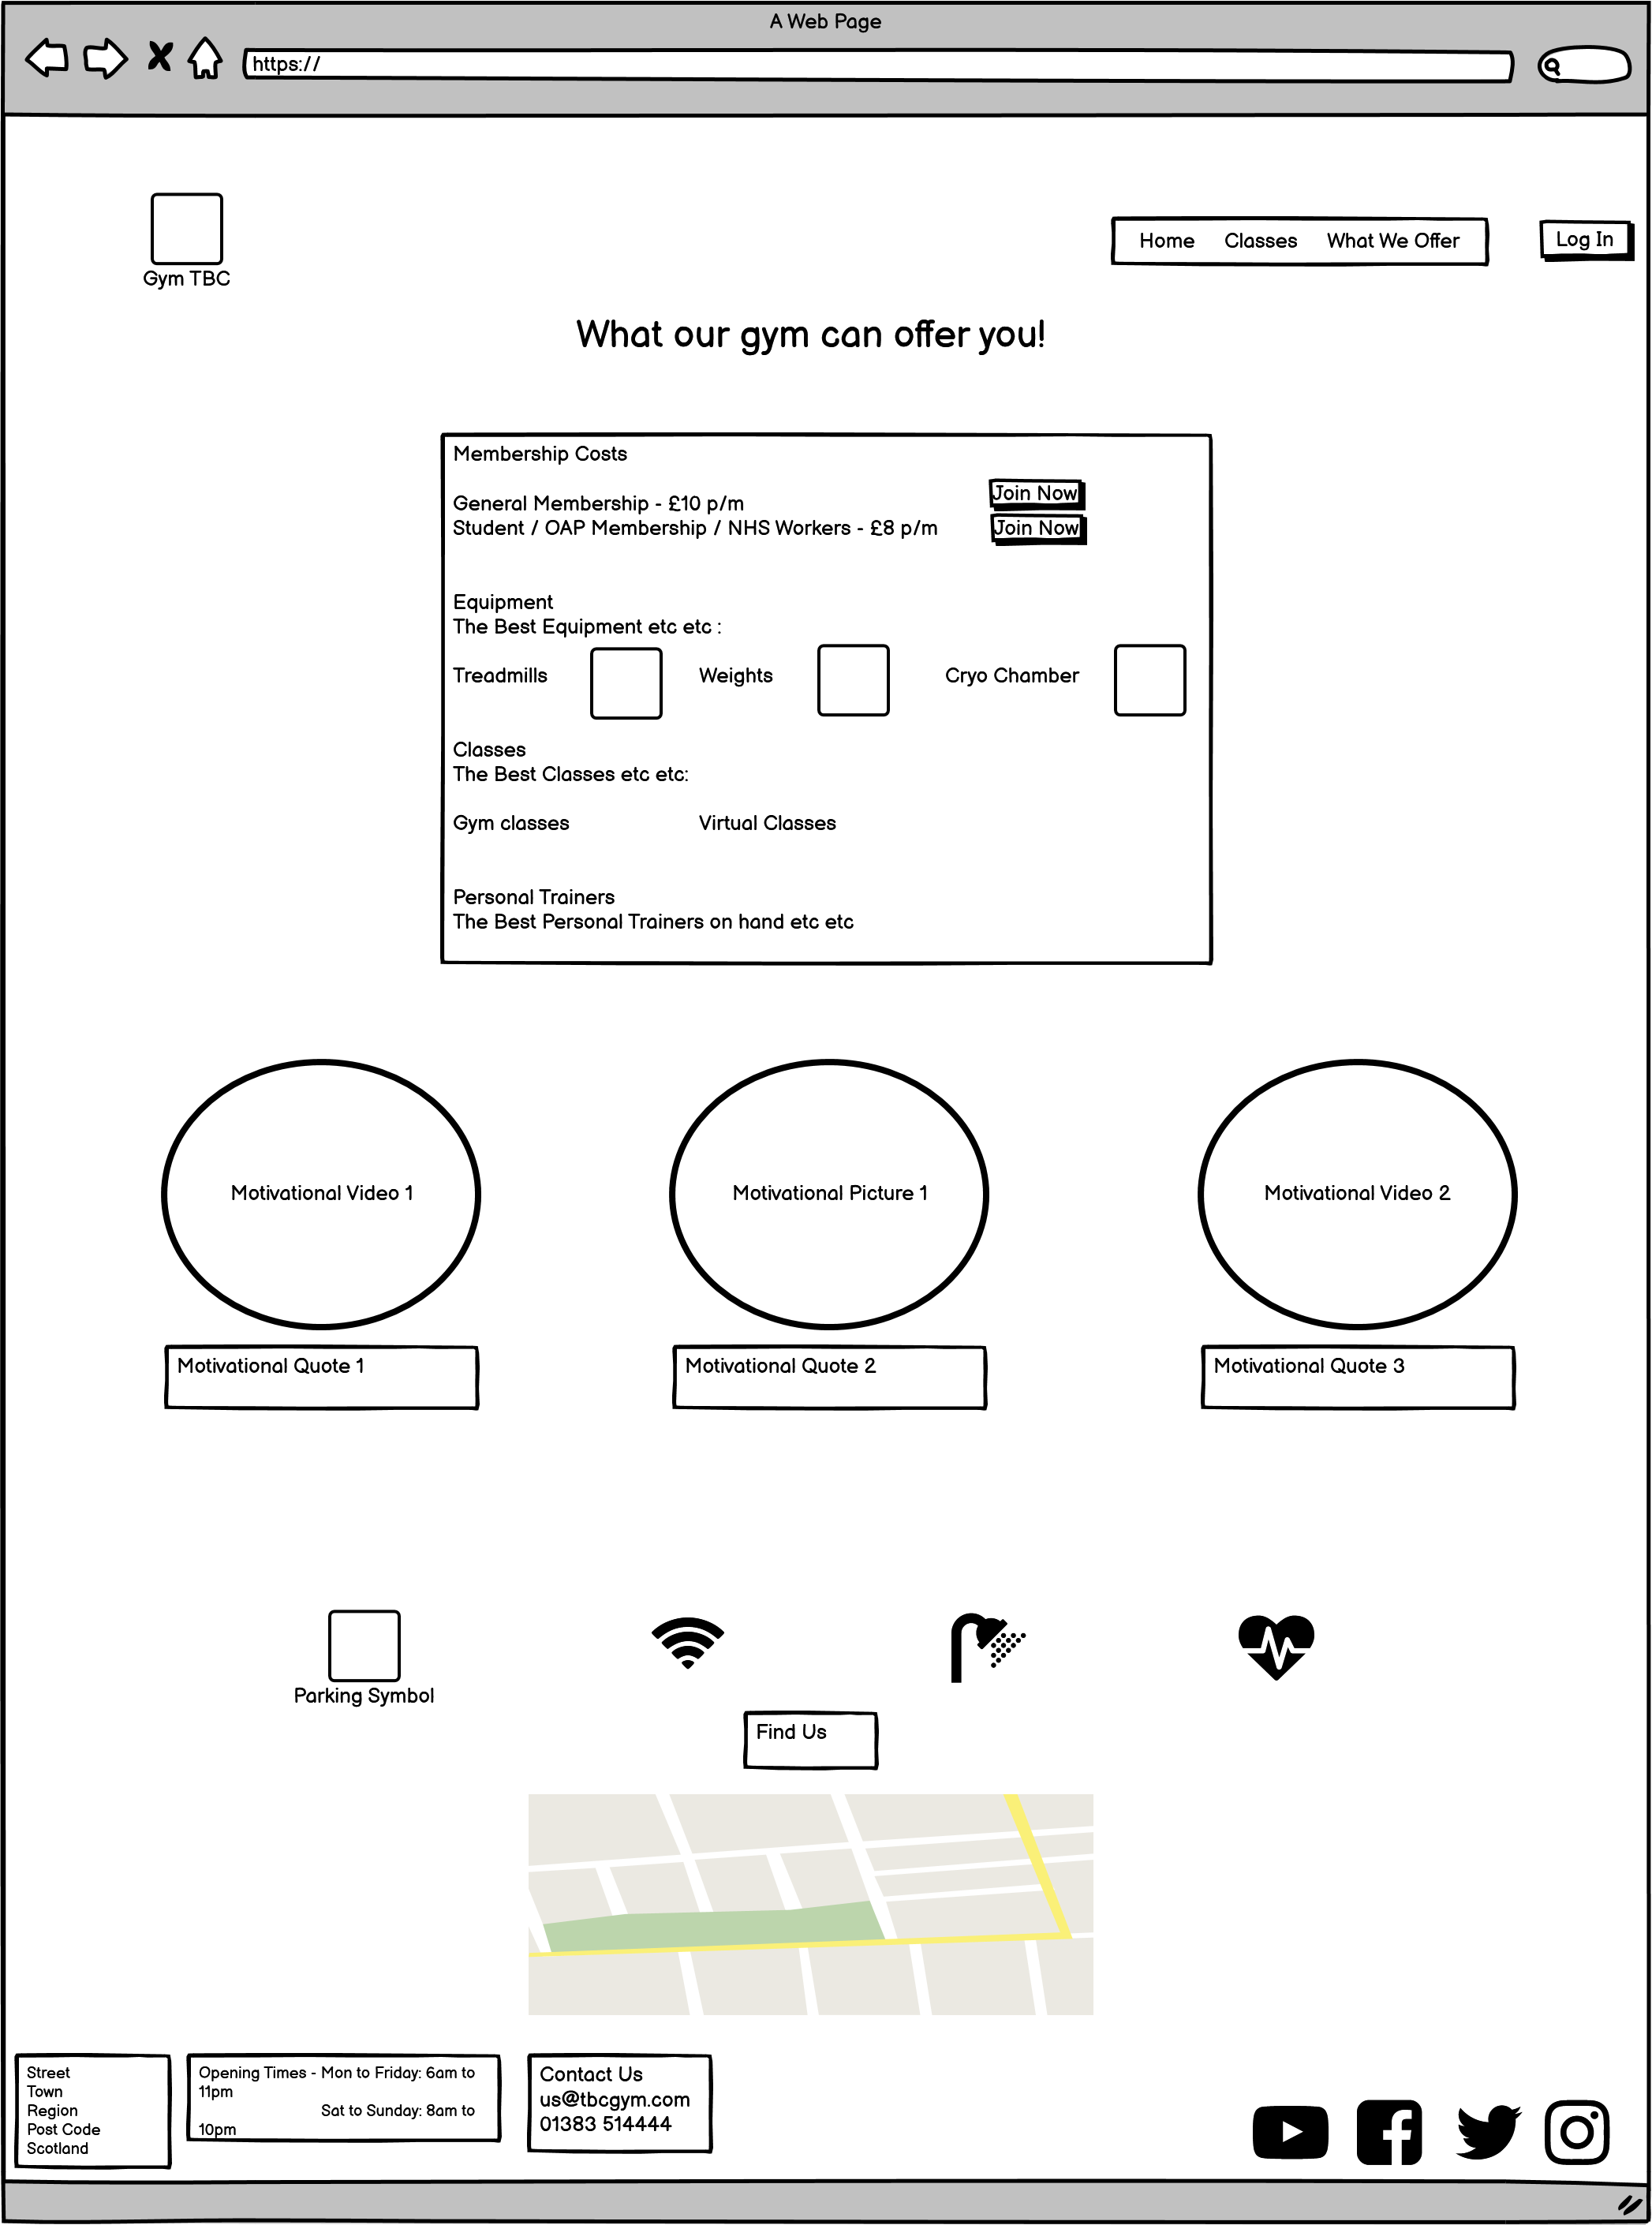 A Web Page
https://
Gym TBC
Home Classes What We Offer
Log In
What our gym can offer you!
Membership Costs
General Membership - £10 p/m
Join Now
Student / OAP Membership / NHS Workers - £8 p/m
Join Now
Equipment
The Best Equipment etc etc :
Treadmills Weights Cryo Chamber
Classes
The Best Classes etc etc:
Gym classes Virtual Classes
Personal Trainers
The Best Personal Trainers on hand etc etc
Motivational Video 1
Motivational Picture 1
Motivational Video 2
Motivational Quote 1
Motivational Quote 2
Motivational Quote 3
Parking Symbol
Find Us
Street
Town
Region
Post Code
Scotland
Opening Times - Mon to Friday: 6am to
11pm
Sat to Sunday: 8am to
10pm
Contact Us
us@tbcgym.com
01383 514444